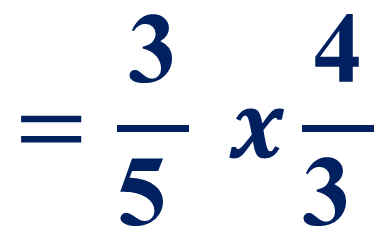 = 3/5 x 4/3